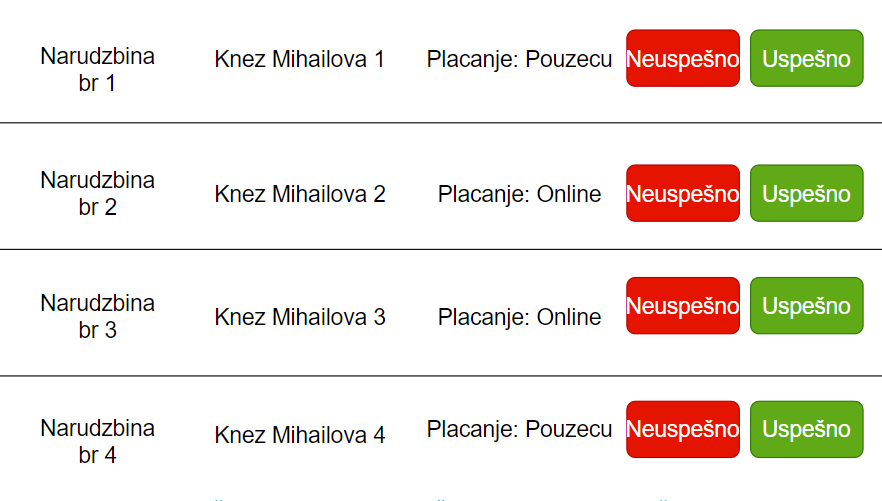 Narudzbina
br 1
Knez Mihailova 1
Placanje: Pouzecu
Neuspešno
Uspešno
Narudzbina
br 2
Knez Mihailova 2
Placanje: Online
Neuspešno
Uspešno
Narudzbina
br 3
Knez Mihailova 3
Placanje: Online
Neuspešno
Uspešno
Narudzbina
br 4
Knez Mihailova 4
Placanje: Pouzecu
Neuspešno
Uspešno